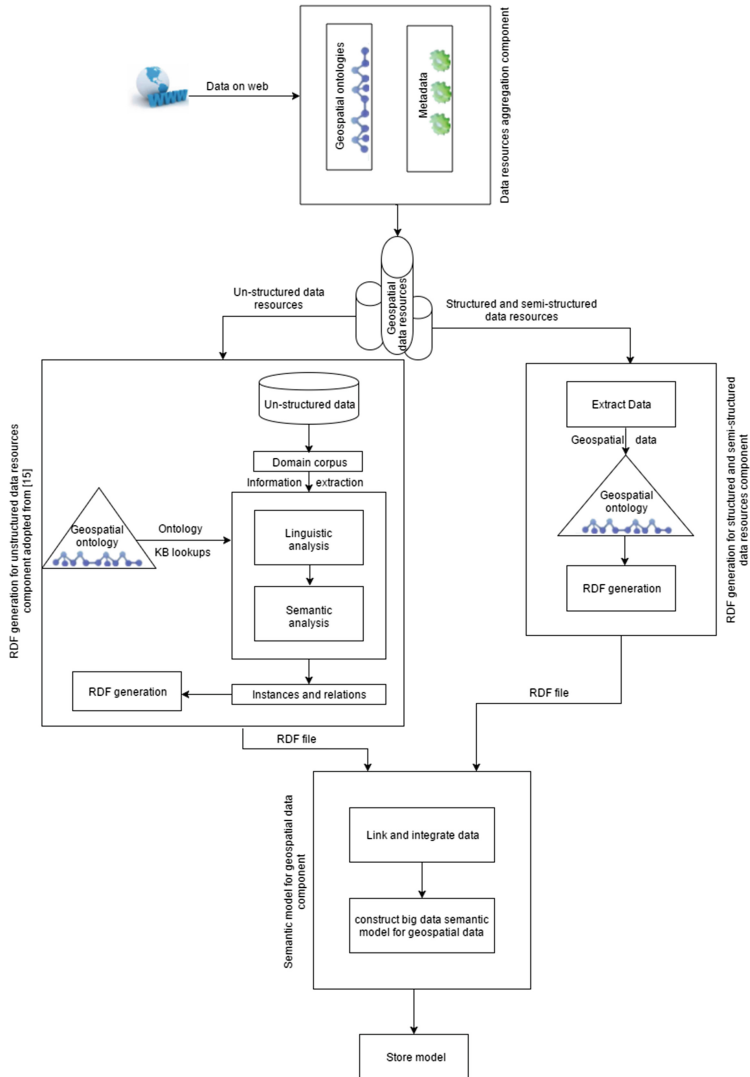 WWW
Data on web
Geospatial ontologies
Metadata
Data resources aggregation component
Geospatial
data resources
Un-structured data
resources
Structured and semi-structured
data resources
RDF generation for unstructured data resources
component adopted from [15]
Un-structured data
Domain corpus
Information extraction
Geospatial
ontology
Ontology
KB lookups
Linguistic
analysis
Semantic
analysis
RDF generation
Instances and relations
Extract Data
Geospatial data
Geospatial
ontology
RDF generation
RDF generation for structured and semi-structured
data resources component
RDF file
RDF file
Semantic model for geospatial data
component
Link and integrate data
construct big data semantic
model for geospatial data
Store model